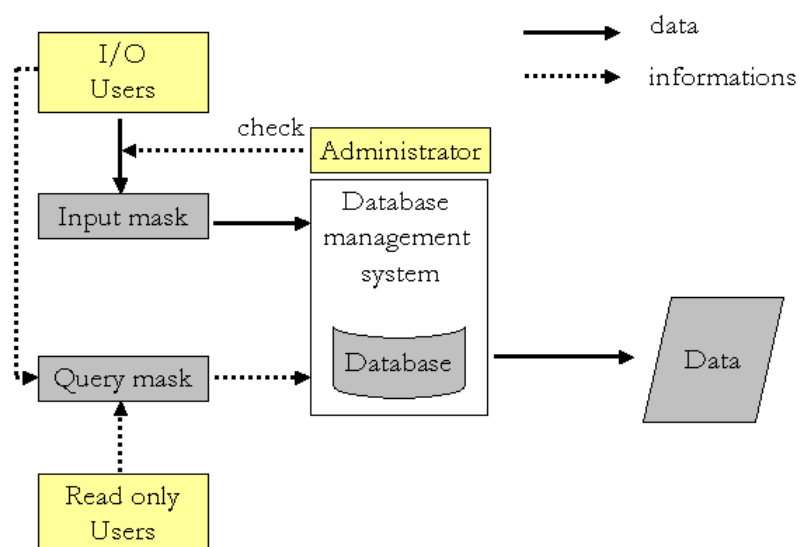 I/O
Users
data
informations
check
Administrator
Input mask
Database
management
system
Database
Data
Query mask
Read only
Users